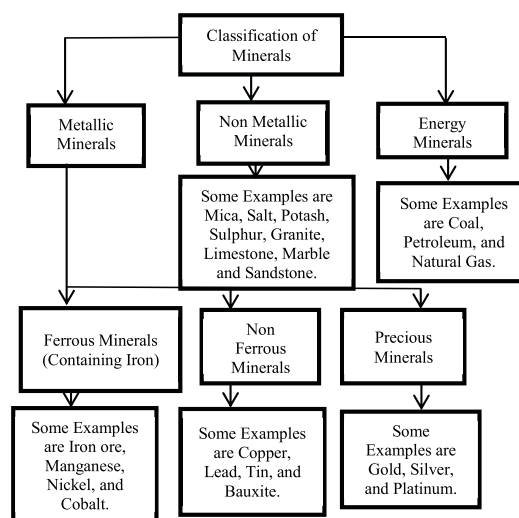 Classification of
Minerals
Metallic
Minerals
Non Metallic
Minerals
Energy
Minerals
Some Examples are
Mica, Salt, Potash,
Sulphur, Granite,
Limestone, Marble
and Sandstone.
Some Examples
are Coal,
Petroleum, and
Natural Gas.
Ferrous Minerals
(Containing Iron)
Non
Ferrous
Minerals
Precious
Minerals
Some Examples
are Iron ore,
Manganese,
Nickel, and
Cobalt.
Some Examples
are Copper,
Lead, Tin, and
Bauxite.
Some
Examples are
Gold, Silver,
and Platinum.